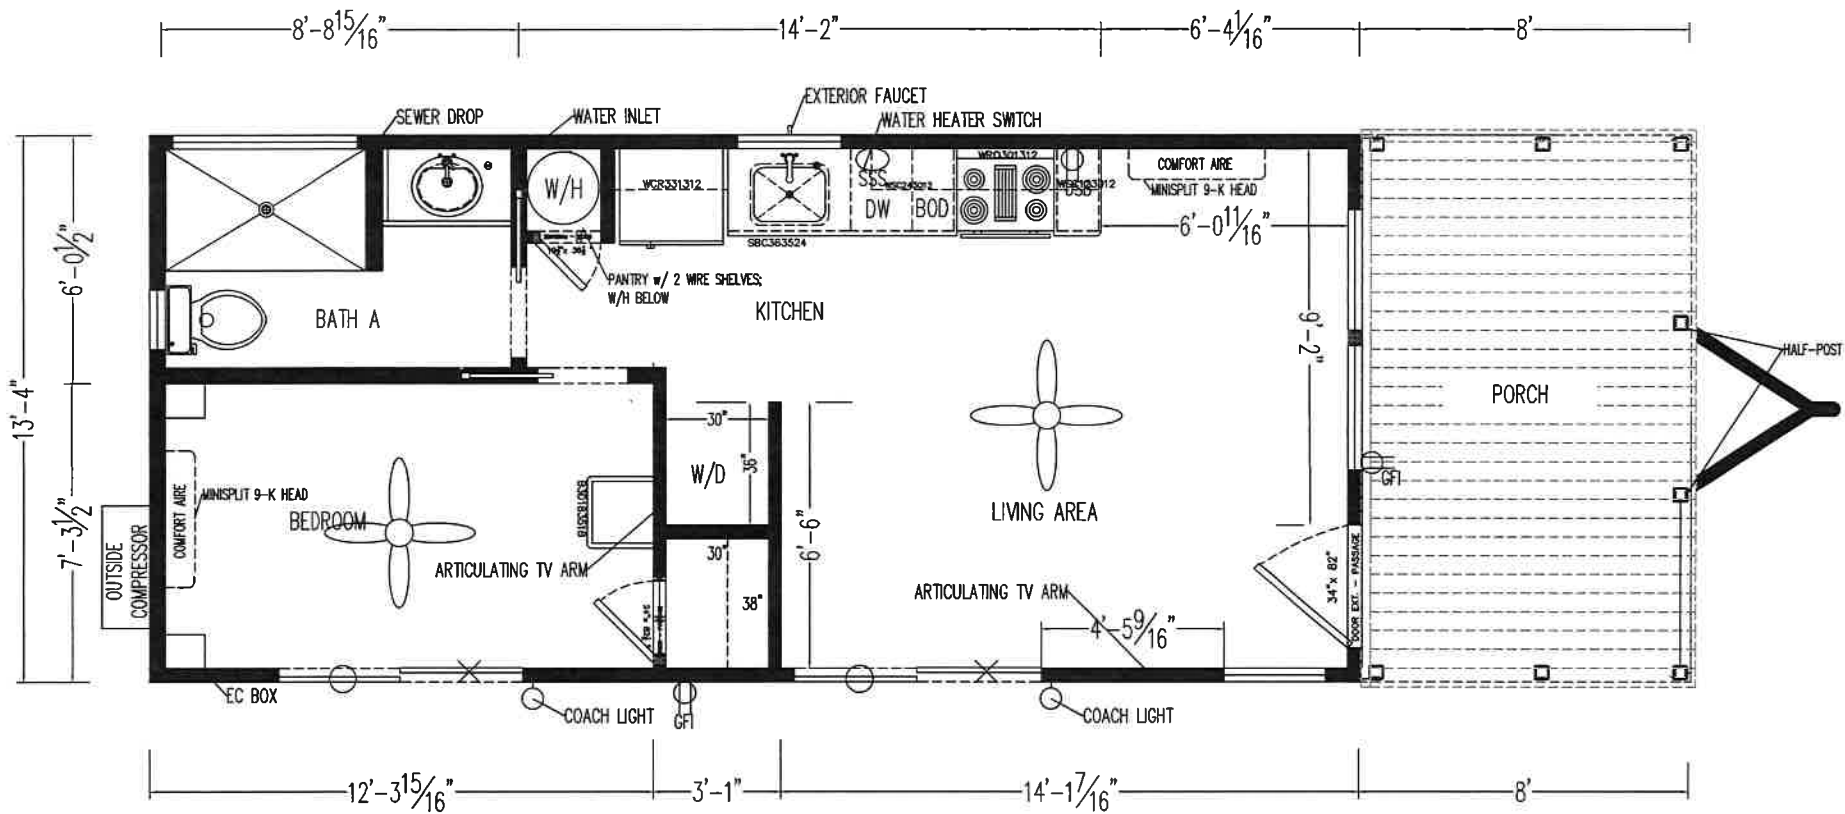 8'-8 15/16" 14'-2" 6'-4 1/16" 8'
EXTERIOR FAUCET
SEWER DROP WATER INLET WATER HEATER SWITCH
W/H WCR331312 SBC363524 DW BOD WRO301312
COMFORT AIRE
MINISPLIT 9-K HEAD
6'-0 11/16"
PANTRY w/ 2 WIRE SHELVES;
W/H BELOW
BATH A KITCHEN
6'-0 1/2"
9'-2"
13'-4"
HALF-POST
PORCH
30"
36"
W/D
GFI
LIVING AREA
MINISPLIT 9-K HEAD
COMFORT AIRE
BEDROOM
7'-3 1/2"
6'-6"
OUTSIDE
COMPRESSOR
ARTICULATING TV ARM
30"
38"
ARTICULATING TV ARM
34" x 82"
DOOR EXT. - PASSAGE
4'-5 9/16"
EC BOX COACH LIGHT GFI COACH LIGHT
12'-3 15/16" 3'-1" 14'-1 7/16" 8'